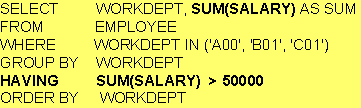 SELECT WORKDEPT, SUM(SALARY) AS SUM
FROM EMPLOYEE
WHERE WORKDEPT IN ('A00', 'B01', 'C01')
GROUP BY WORKDEPT
HAVING SUM(SALARY) > 50000
ORDER BY WORKDEPT